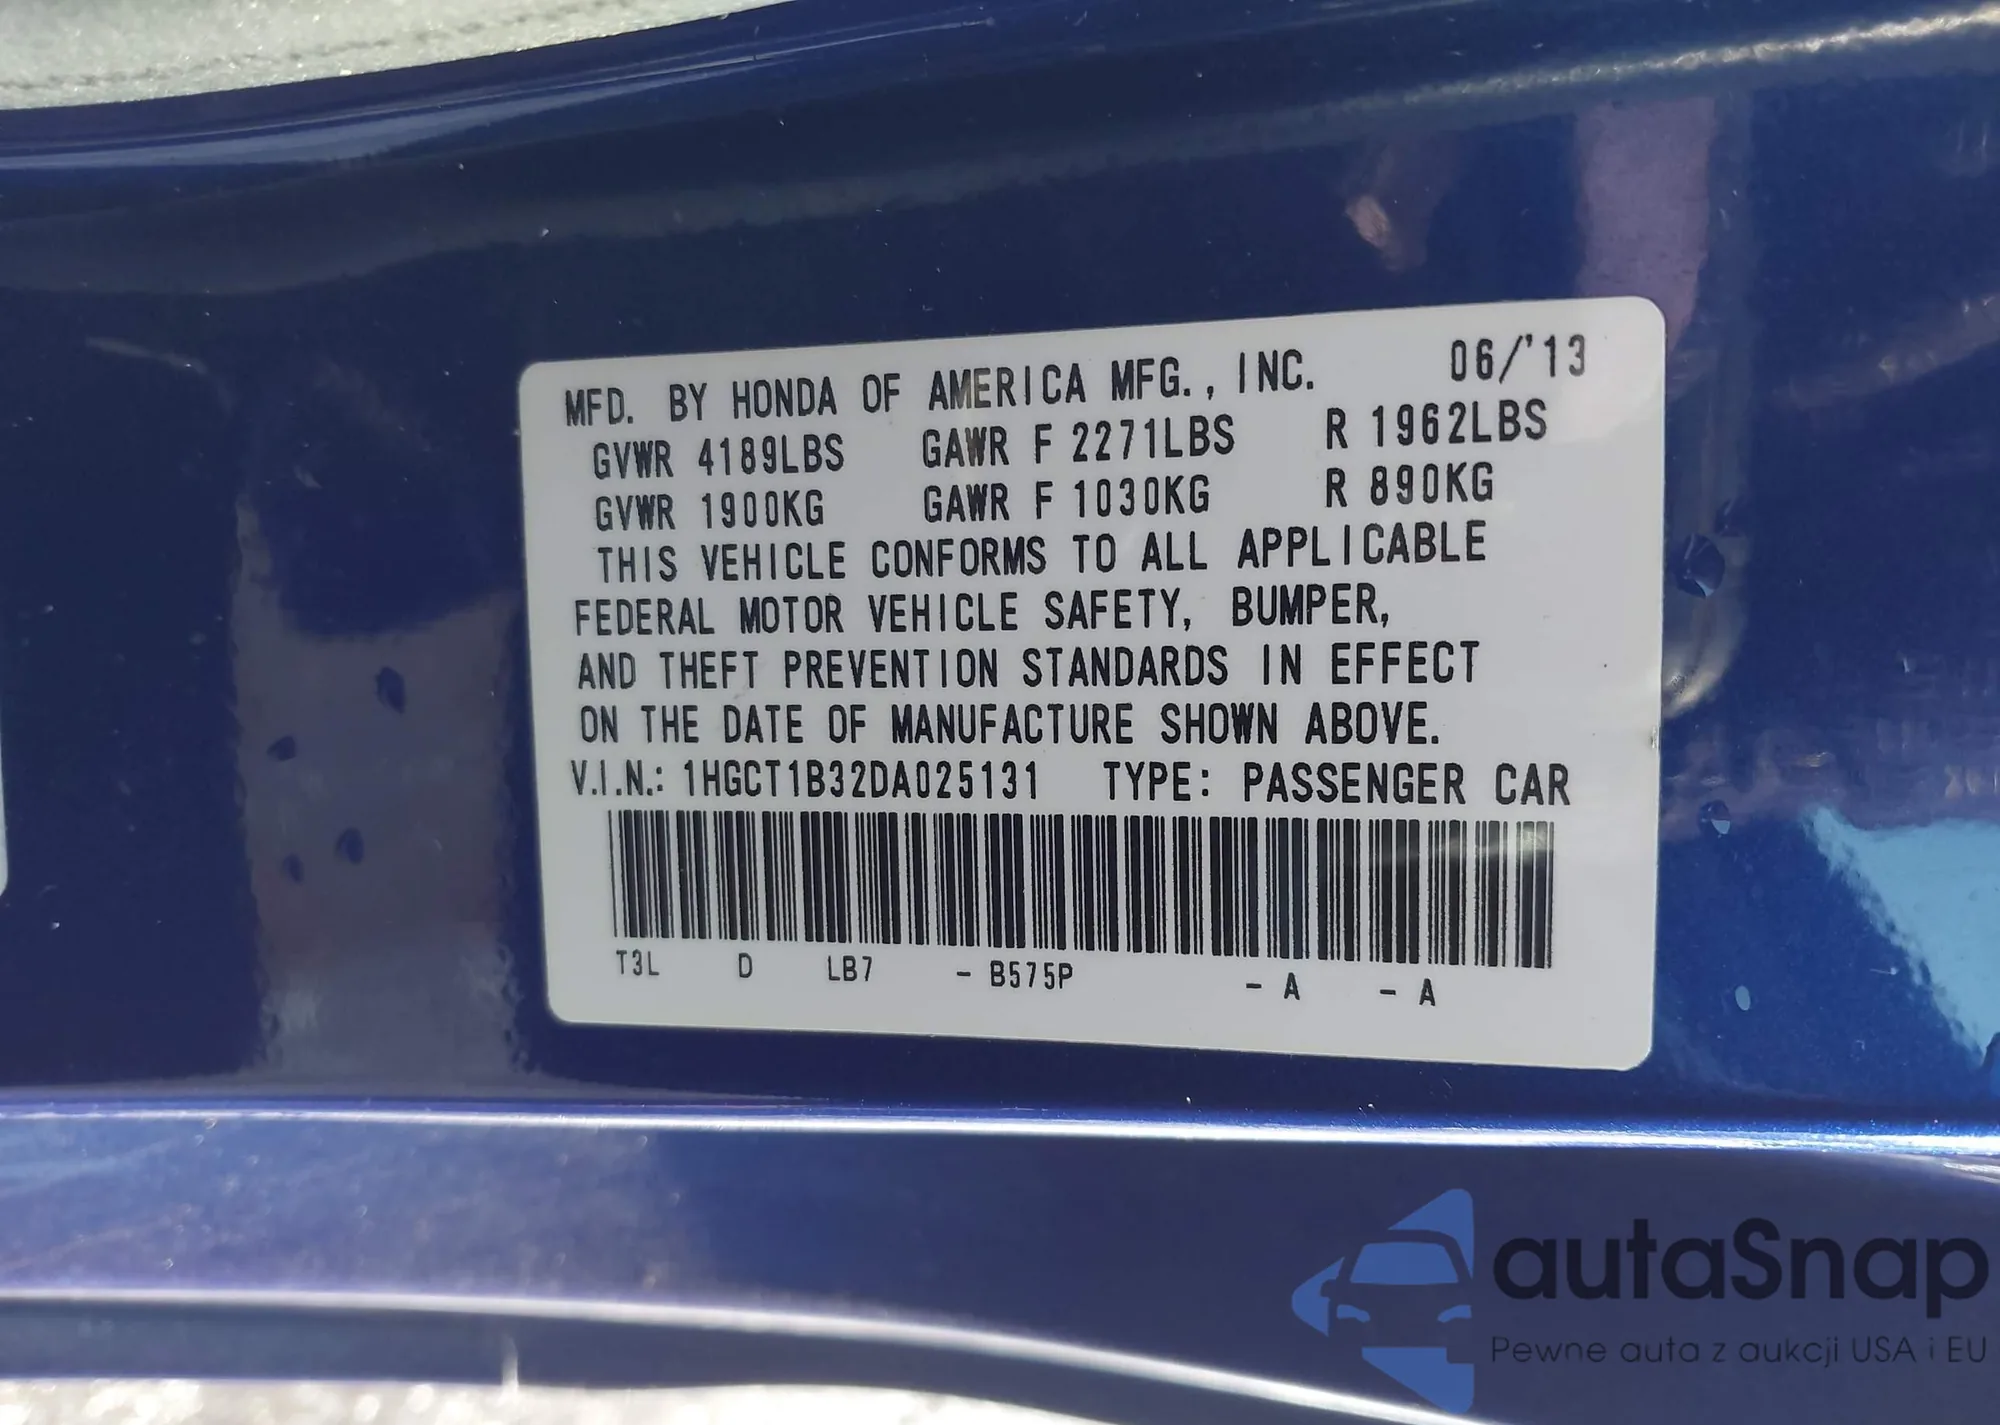 MFD. BY HONDA OF AMERICA MFG., INC. 06/'13
GVWR 4189LBS GAWR F 2271LBS R 1962LBS
GVWR 1900KG GAWR F 1030KG R 890KG
THIS VEHICLE CONFORMS TO ALL APPLICABLE
FEDERAL MOTOR VEHICLE SAFETY, BUMPER,
AND THEFT PREVENTION STANDARDS IN EFFECT
ON THE DATE OF MANUFACTURE SHOWN ABOVE.
V.I.N.: 1HGCT1B32DA025131 TYPE: PASSENGER CAR
T3L D LB7 - B575P - A - A
autaSnap
Pewne auta z aukcji USA i EU